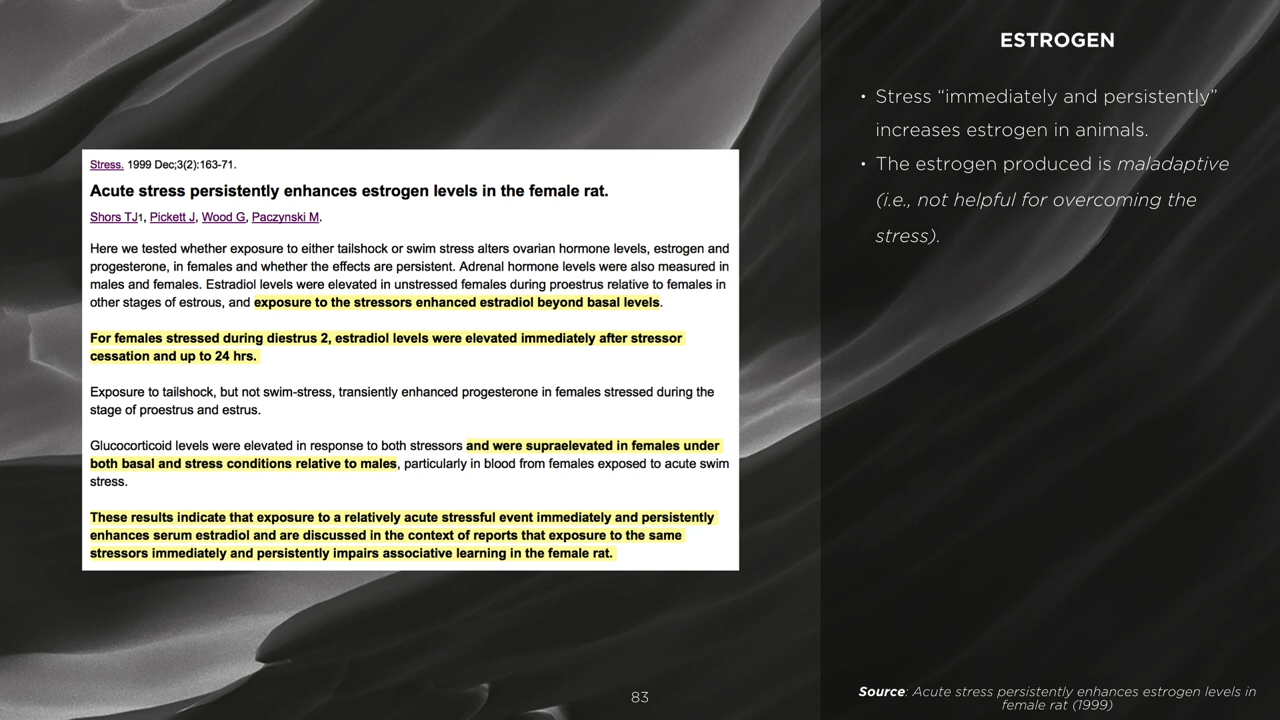 Stress. 1999 Dec;3(2):163-71.
Acute stress persistently enhances estrogen levels in the female rat.
Shors TJ1, Pickett J, Wood G, Paczynski M.
Here we tested whether exposure to either tailshock or swim stress alters ovarian hormone levels, estrogen and
progesterone, in females and whether the effects are persistent. Adrenal hormone levels were also measured in
males and females. Estradiol levels were elevated in unstressed females during proestrus relative to females in
other stages of estrous, and exposure to the stressors enhanced estradiol beyond basal levels.
For females stressed during diestrus 2, estradiol levels were elevated immediately after stressor
cessation and up to 24 hrs.
Exposure to tailshock, but not swim-stress, transiently enhanced progesterone in females stressed during the
stage of proestrus and estrus.
Glucocorticoid levels were elevated in response to both stressors and were supraelevated in females under
both basal and stress conditions relative to males, particularly in blood from females exposed to acute swim
stress.
These results indicate that exposure to a relatively acute stressful event immediately and persistently
enhances serum estradiol and are discussed in the context of reports that exposure to the same
stressors immediately and persistently impairs associative learning in the female rat.
83
ESTROGEN
• Stress “immediately and persistently”
increases estrogen in animals.
• The estrogen produced is maladaptive
(i.e., not helpful for overcoming the
stress).
Source: Acute stress persistently enhances estrogen levels in
female rat (1999)